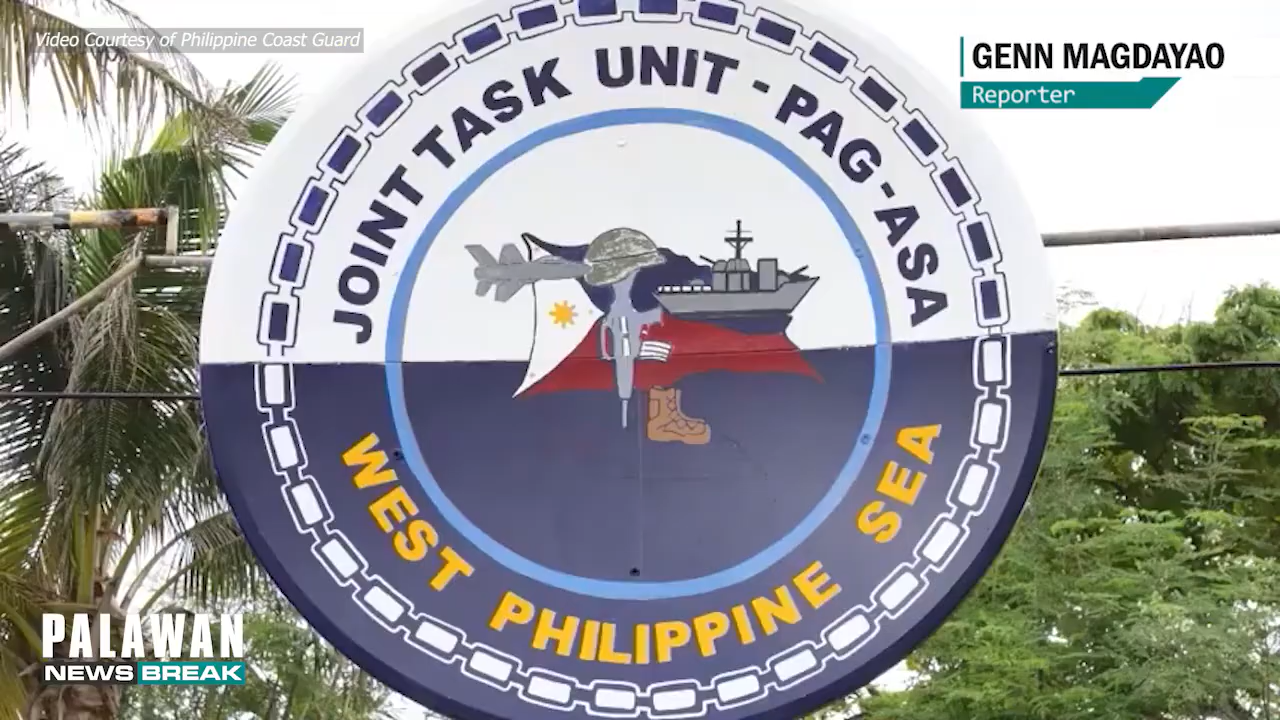 Video Courtesy of Philippine Coast Guard
GENN MAGDAYAO
Reporter
JOINT TASK UNIT - PAG-ASA
WEST PHILIPPINE SEA
PALAWAN
NEWS BREAK